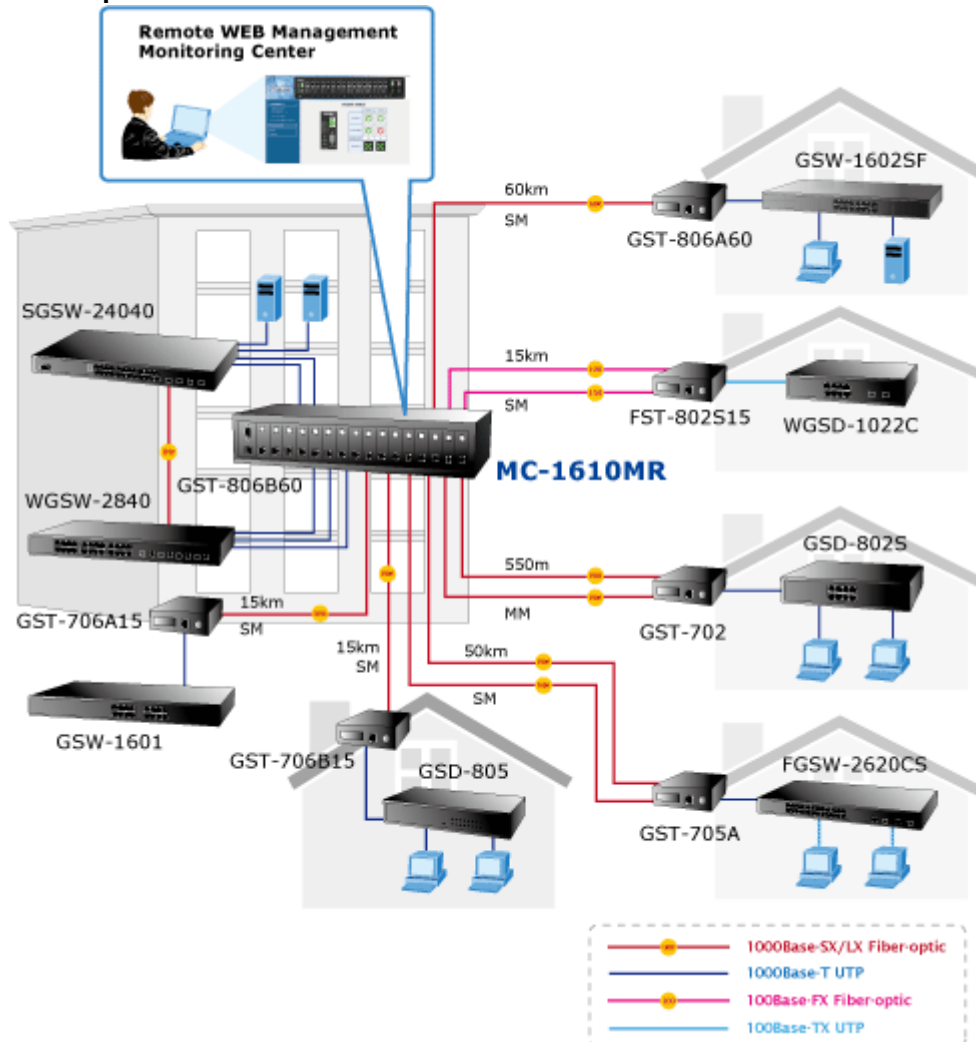 Remote WEB Management
Monitoring Center
GSW-1602SF
60km
SM
GST-806A60
SGSW-24040
15km
SM
FST-802S15
WGSD-1022C
MC-1610MR
GST-806B60
WGSW-2840
GSD-802S
550m
MM
GST-702
15km
SM
GST-706A15
15km
SM
50km
SM
GSW-1601
GST-706B15
GSD-805
FGSW-2620CS
GST-705A
1000Base-SX/LX Fiber-optic
1000Base-T UTP
100Base-FX Fiber-optic
100Base-TX UTP